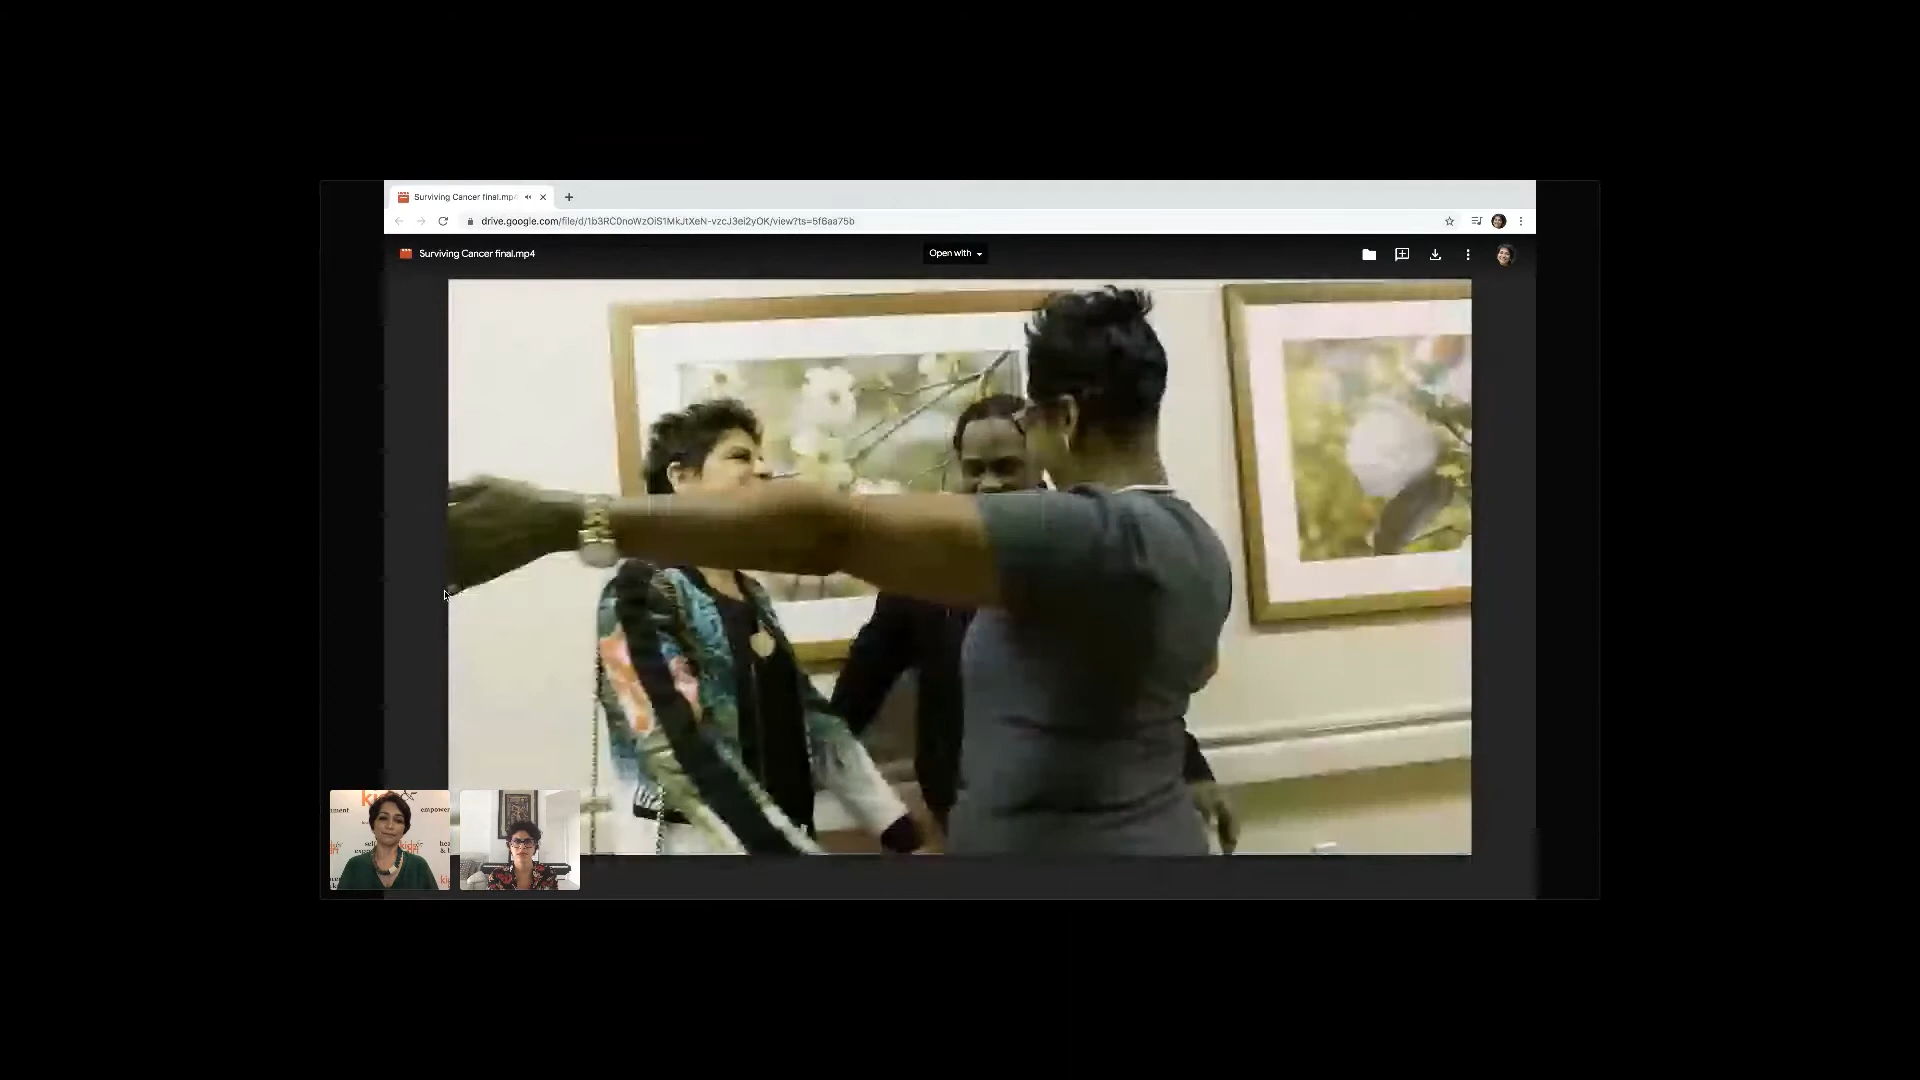 Surviving Cancer final.mp4
drive.google.com/file/d/1b3RC0noWzOiS1MkJtXeN-vzcJ3ei2yOK/view?ts=5f6aa75b
Surviving Cancer final.mp4
Open with
empower